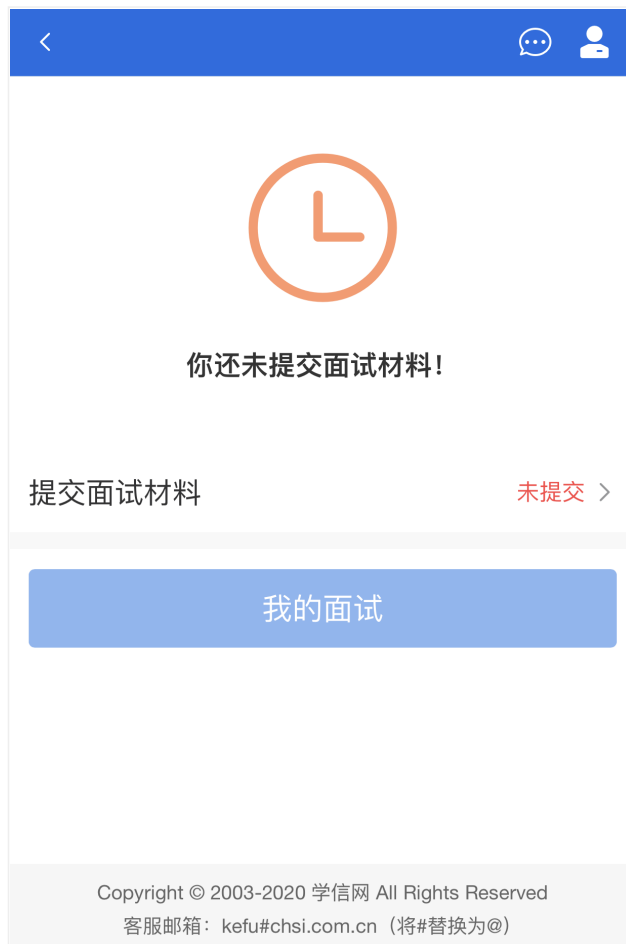 你还未提交面试材料！
提交面试材料 未提交
我的面试
Copyright © 2003-2020 学信网 All Rights Reserved
客服邮箱：kefu#chsi.com.cn（将#替换为@）